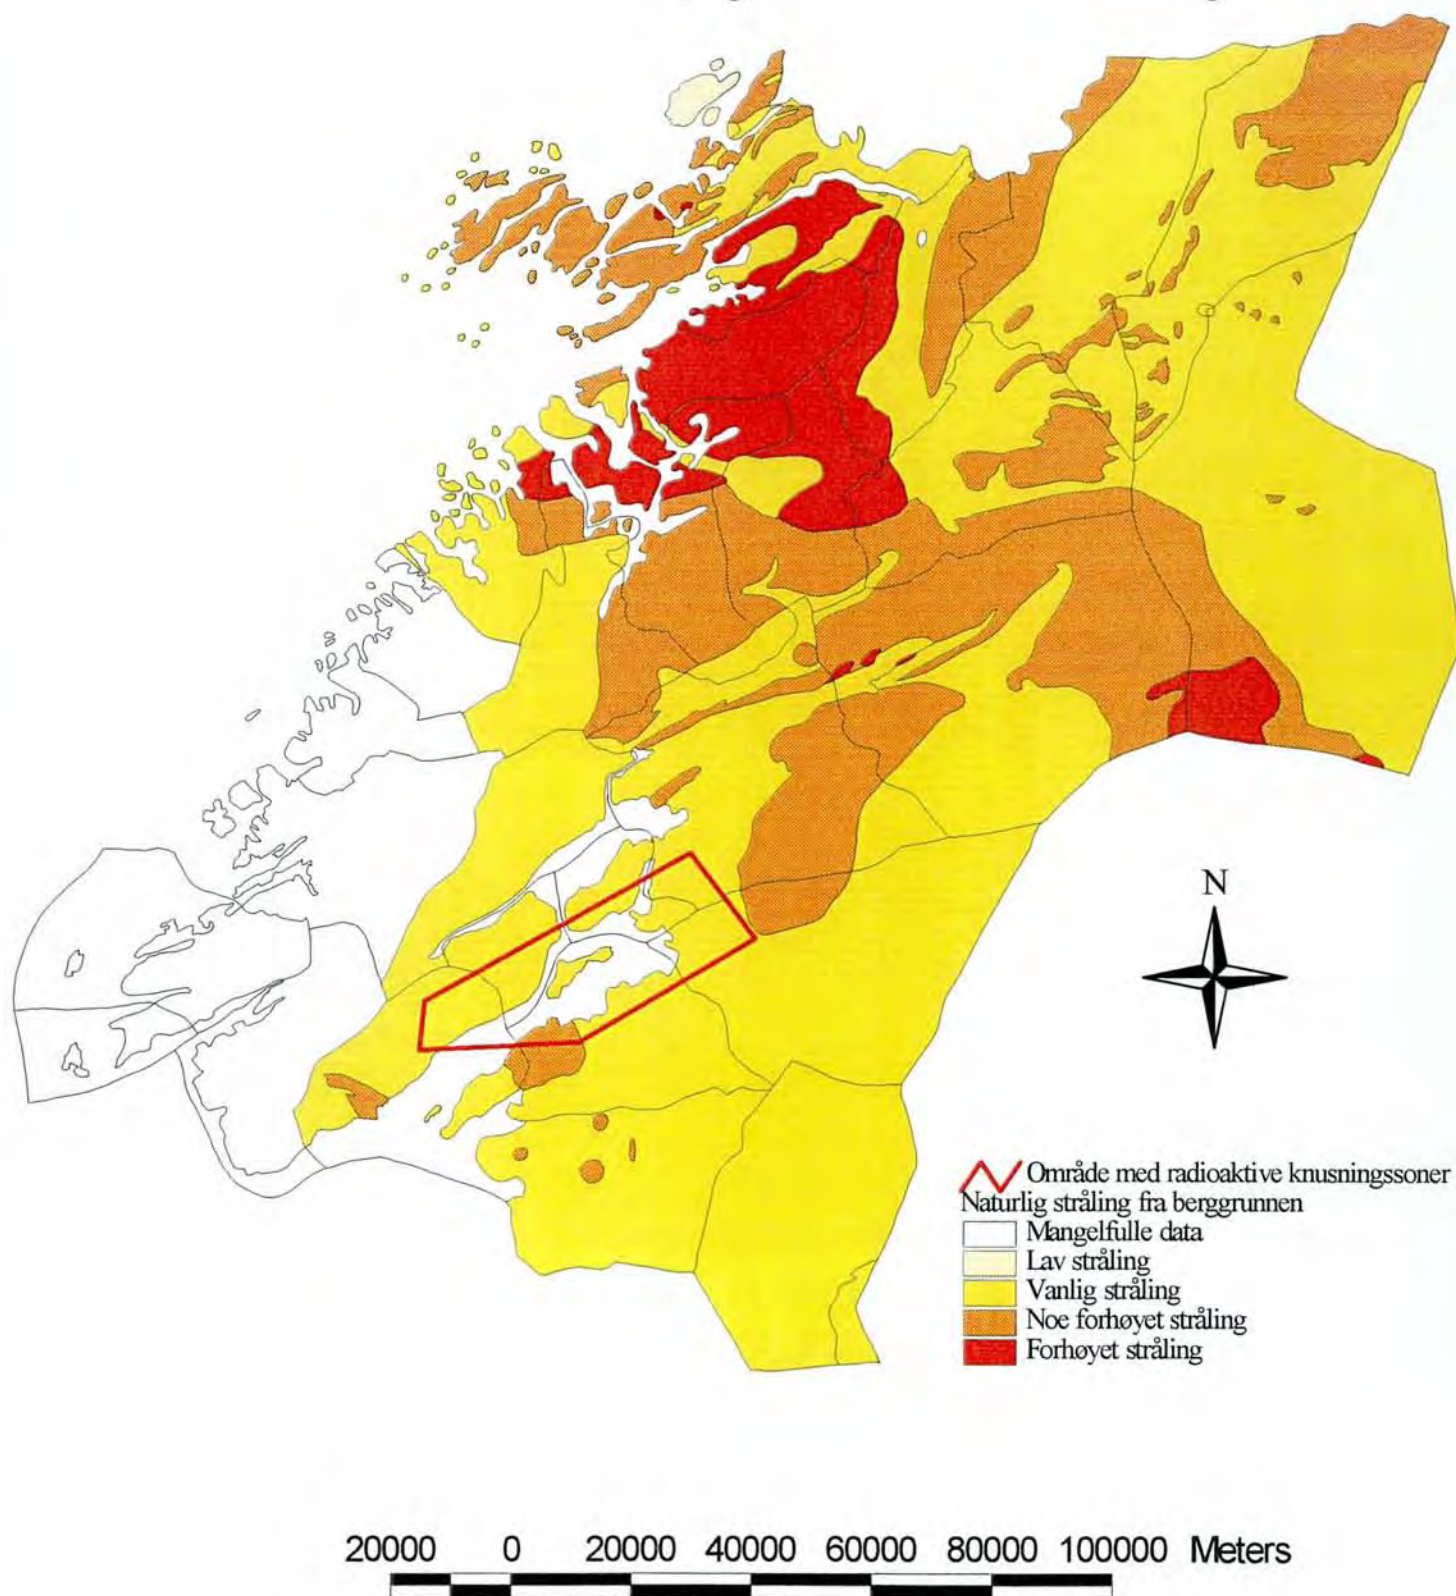 N
Område med radioaktive knusningssoner
Naturlig stråling fra berggrunnen
Mangelfulle data
Lav stråling
Vanlig stråling
Noe forhøyet stråling
Forhøyet stråling
20000 0 20000 40000 60000 80000 100000 Meters